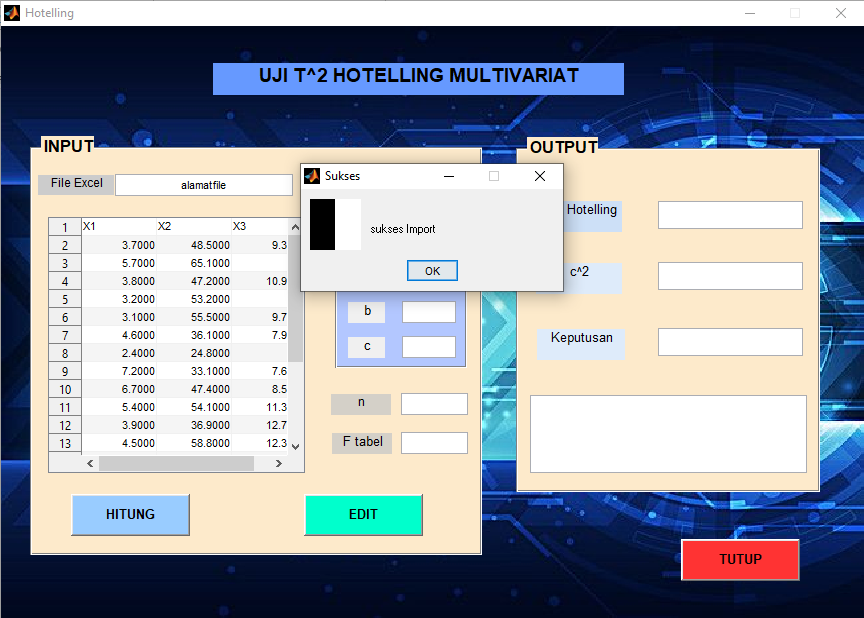 Hotelling
UJI T^2 HOTELLING MULTIVARIAT
INPUT
File Excel
alamatfile
1 X1 X2 X3
2 3.7000 48.5000 9.3
3 5.7000 65.1000
4 3.8000 47.2000 10.9
5 3.2000 53.2000
6 3.1000 55.5000 9.7
7 4.6000 36.1000 7.9
8 2.4000 24.8000
9 7.2000 33.1000 7.6
10 6.7000 47.4000 8.5
11 5.4000 54.1000 11.3
12 3.9000 36.9000 12.7
13 4.5000 58.8000 12.3
b
c
n
F tabel
HITUNG
EDIT
Sukses
sukses Import
OK
OUTPUT
Hotelling
c^2
Keputusan
TUTUP